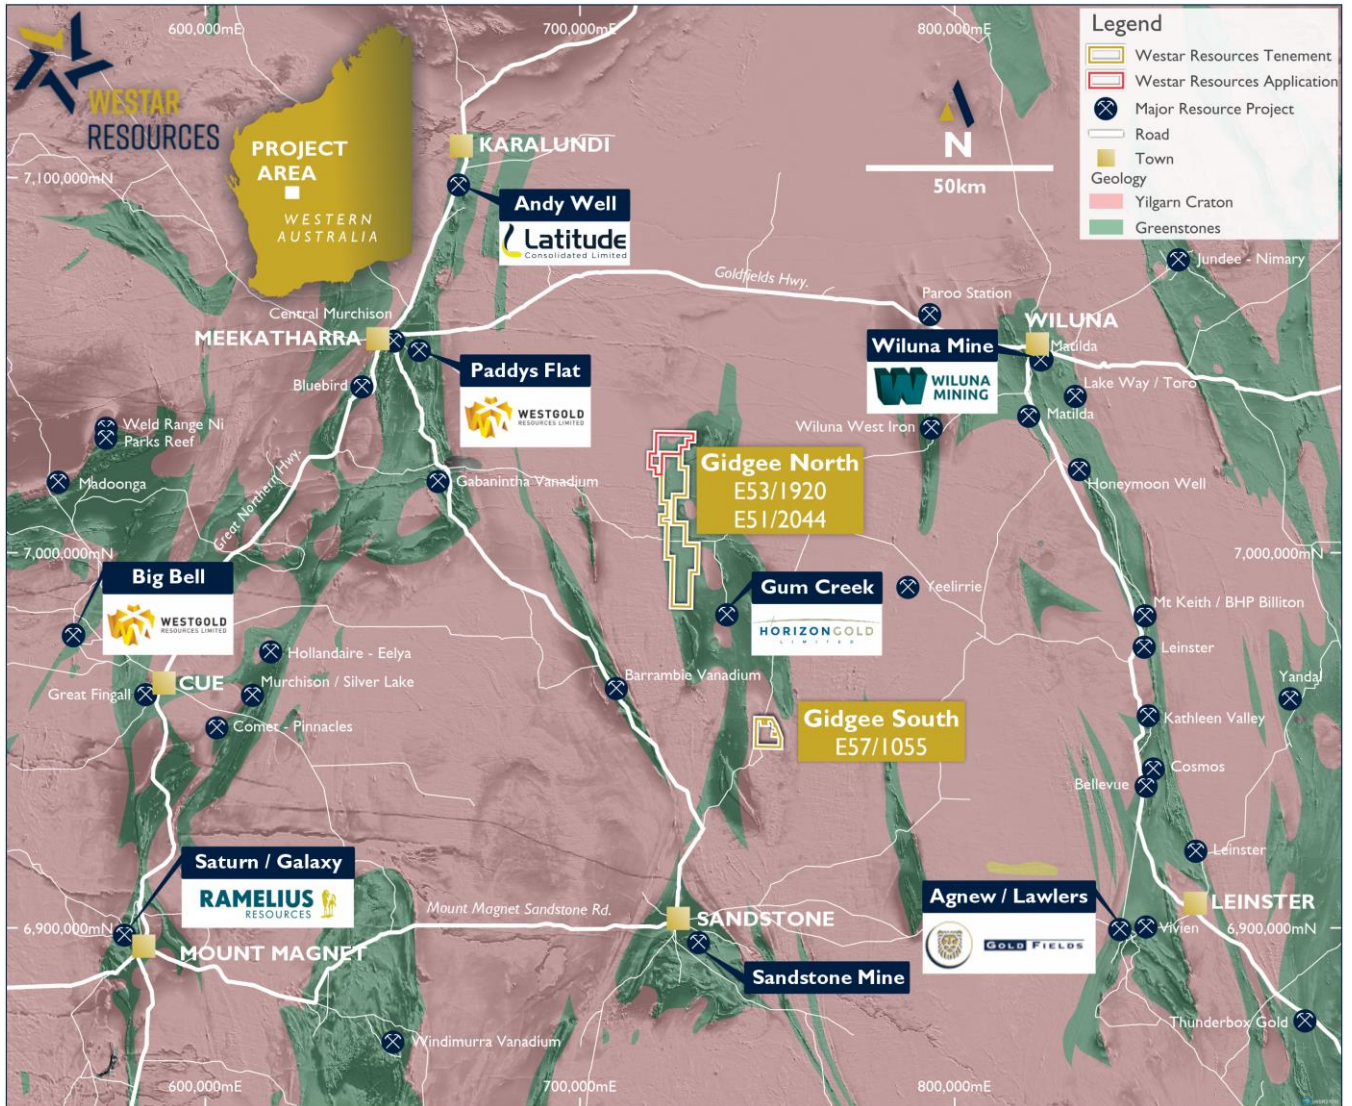 600,000mE
700,000mE
800,000mE
WESTAR
RESOURCES
PROJECT
AREA
WESTERN
AUSTRALIA
Legend
Westar Resources Tenement
Westar Resources Application
Major Resource Project
Road
Town
Geology
Yilgarn Craton
Greenstones
N
50km
7,100,000mN
KARALUNDI
Andy Well
Latitude
Consolidated Limited
Goldfields Hwy.
Jundee - Nimary
Paroo Station
Central Murchison
MEEKATHARRA
WILUNA
Matilda
Wiluna Mine
WILUNA
MINING
Paddys Flat
WESTGOLD
RESOURCES LIMITED
Bluebird
Lake Way / Toro
Matilda
Wiluna West Iron
Weld Range Ni
Parks Reef
Madoonga
Great Northern Hwy.
Gabanintha Vanadium
Gidgee North
E53/1920
E51/2044
Honeymoon Well
7,000,000mN
7,000,000mN
Big Bell
WESTGOLD
RESOURCES LIMITED
Gum Creek
HORIZONGOLD
LIMITED
Yeelirrie
Mt Keith / BHP Billiton
Leinster
Hollandaire - Eelya
CUE
Great Fingall
Murchison / Silver Lake
Comet - Pinnacles
Barrambie Vanadium
Yandal
Gidgee South
E57/1055
Kathleen Valley
Cosmos
Bellevue
Leinster
Saturn / Galaxy
RAMELIUS
RESOURCES
Mount Magnet Sandstone Rd.
SANDSTONE
Agnew / Lawlers
GOLD FIELDS
LEINSTER
6,900,000mN
6,900,000mN
Vivien
MOUNT MAGNET
Sandstone Mine
Thunderbox Gold
Windimurra Vanadium
600,000mE
700,000mE
800,000mE